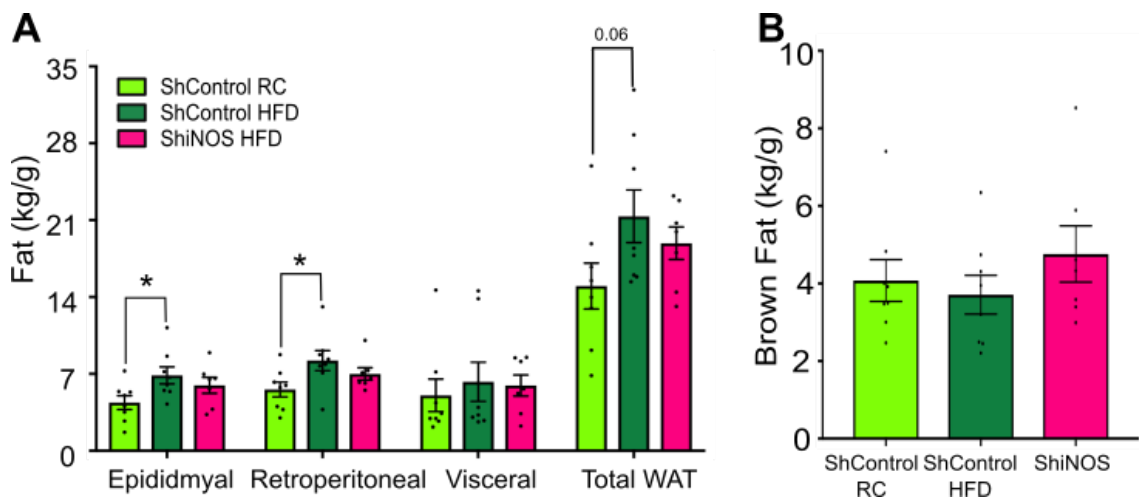 A
B
0.06
35
28
21
14
7
0
Fat (kg/g)
ShControl RC
ShControl HFD
ShiNOS HFD
*
*
Epididmyal
Retroperitoneal
Visceral
Total WAT
10
8
6
4
2
0
Brown Fat (kg/g)
ShControl
RC
ShControl
HFD
ShiNOS